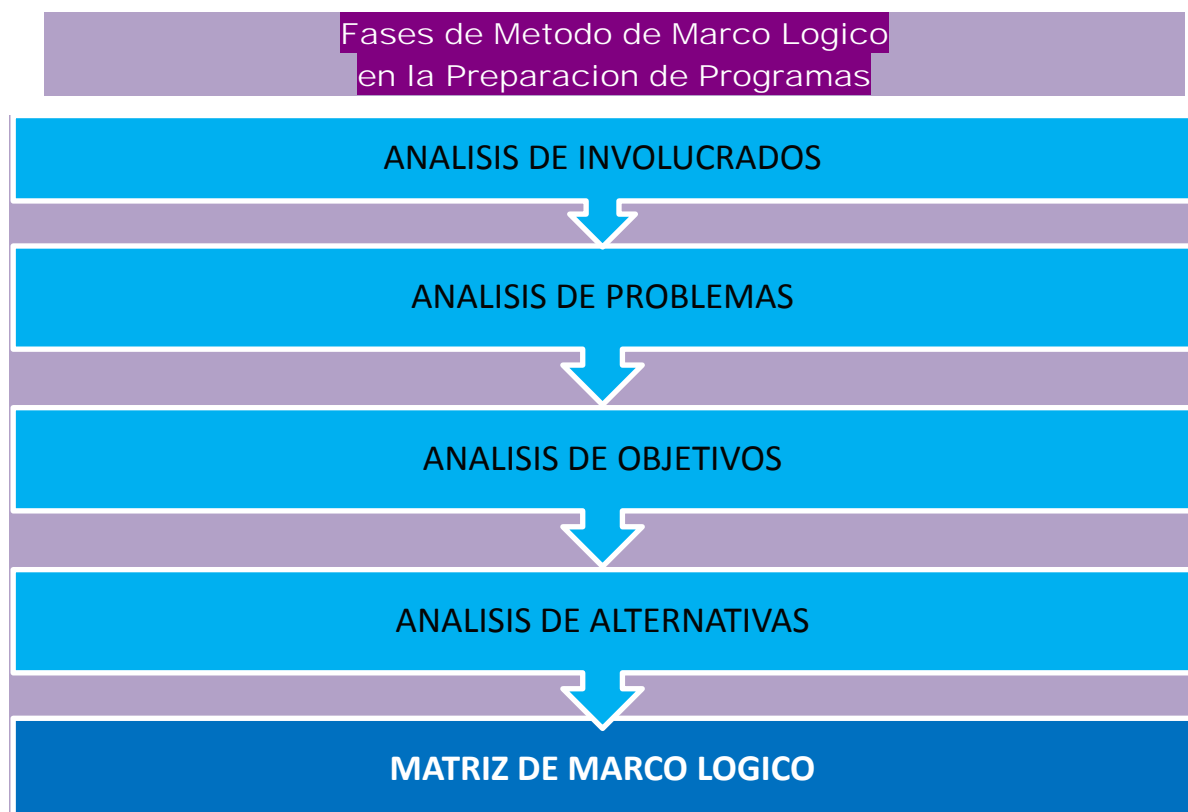 Fases de Metodo de Marco Logico
en la Preparacion de Programas
ANALISIS DE INVOLUCRADOS
ANALISIS DE PROBLEMAS
ANALISIS DE OBJETIVOS
ANALISIS DE ALTERNATIVAS
MATRIZ DE MARCO LOGICO